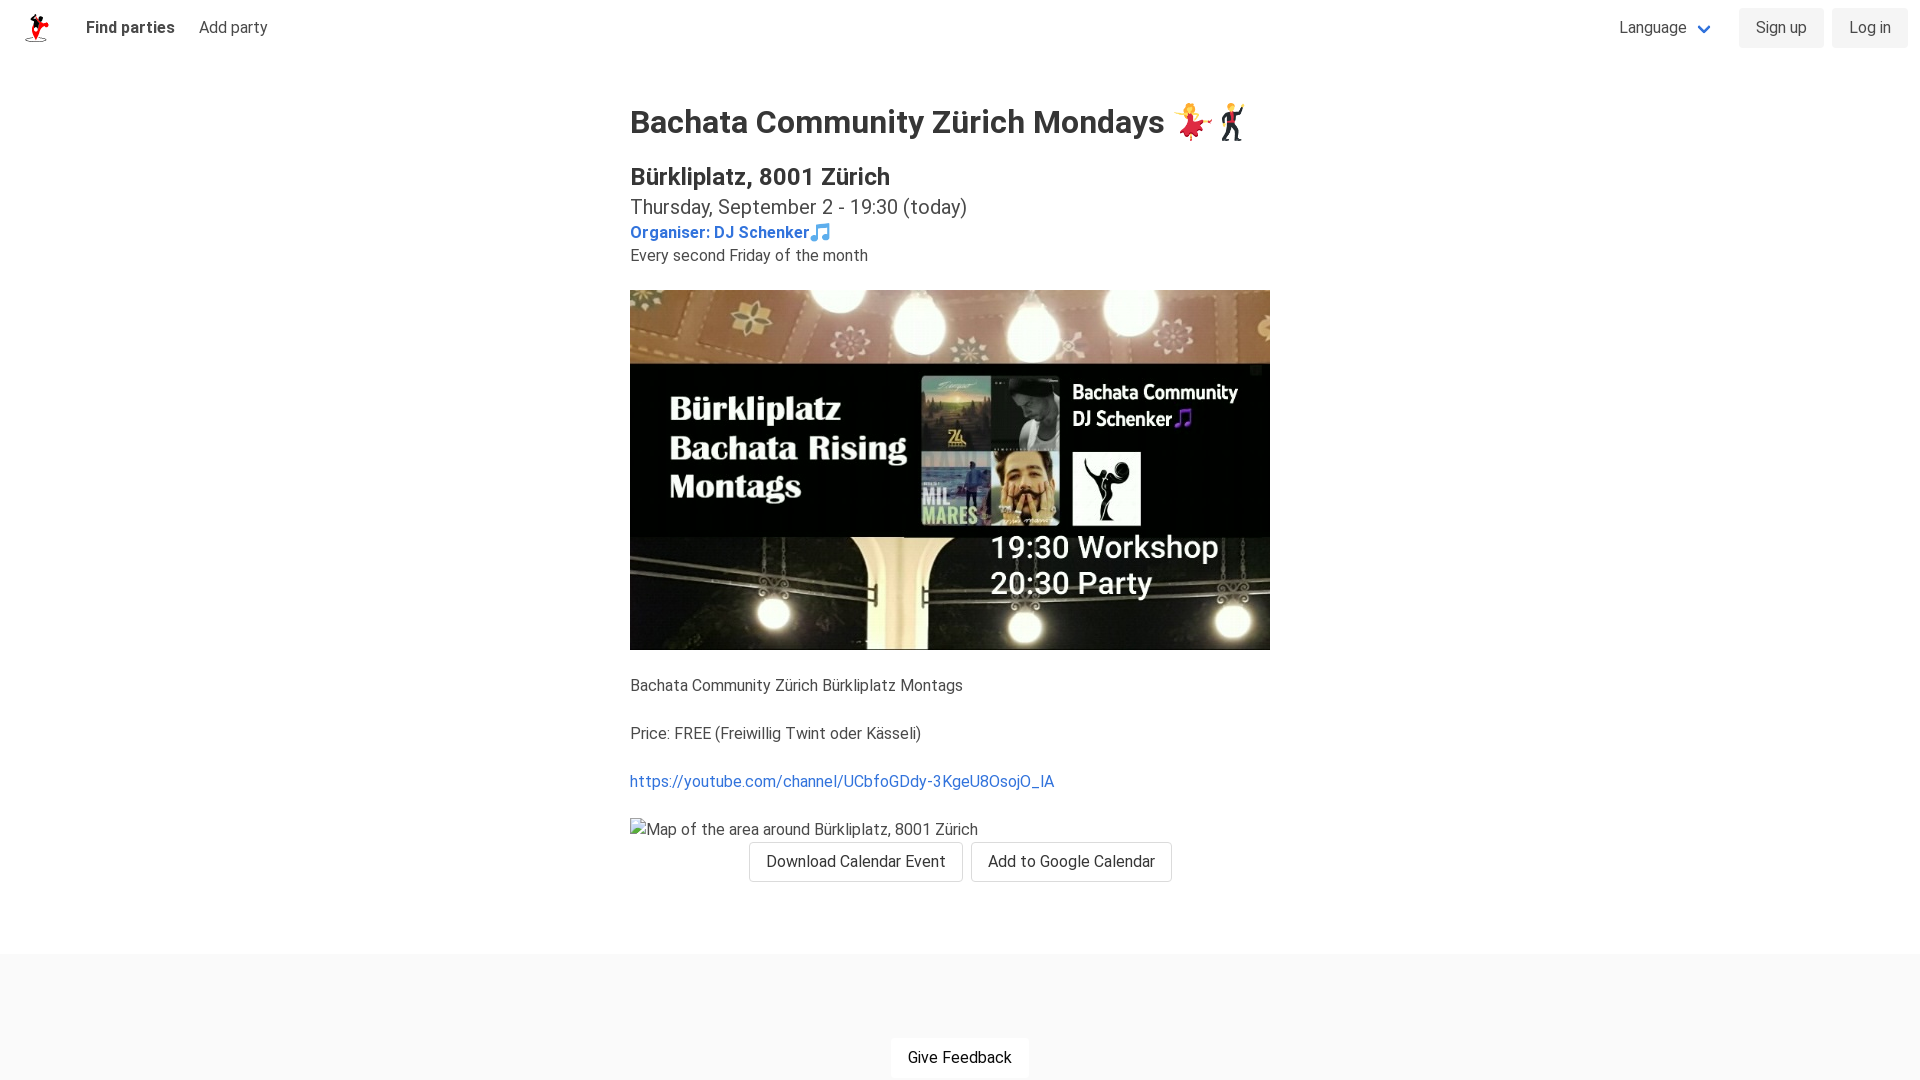 Find parties
Add party
Language
Sign up
Log in
Bachata Community Zürich Mondays 💃🕺
Bürkliplatz, 8001 Zürich
Thursday, September 2 - 19:30 (today)
Organiser: DJ Schenker🎵
Every second Friday of the month
Bürkliplatz
Bachata Rising
Montags
24
MIL
MARES
Bachata Community
DJ Schenker🎵
19:30 Workshop
20:30 Party
Bachata Community Zürich Bürkliplatz Montags
Price: FREE (Freiwillig Twint oder Kässeli)
https://youtube.com/channel/UCbfoGDdy-3KgeU8OsojO_lA
Map of the area around Bürkliplatz, 8001 Zürich
Download Calendar Event
Add to Google Calendar
Give Feedback